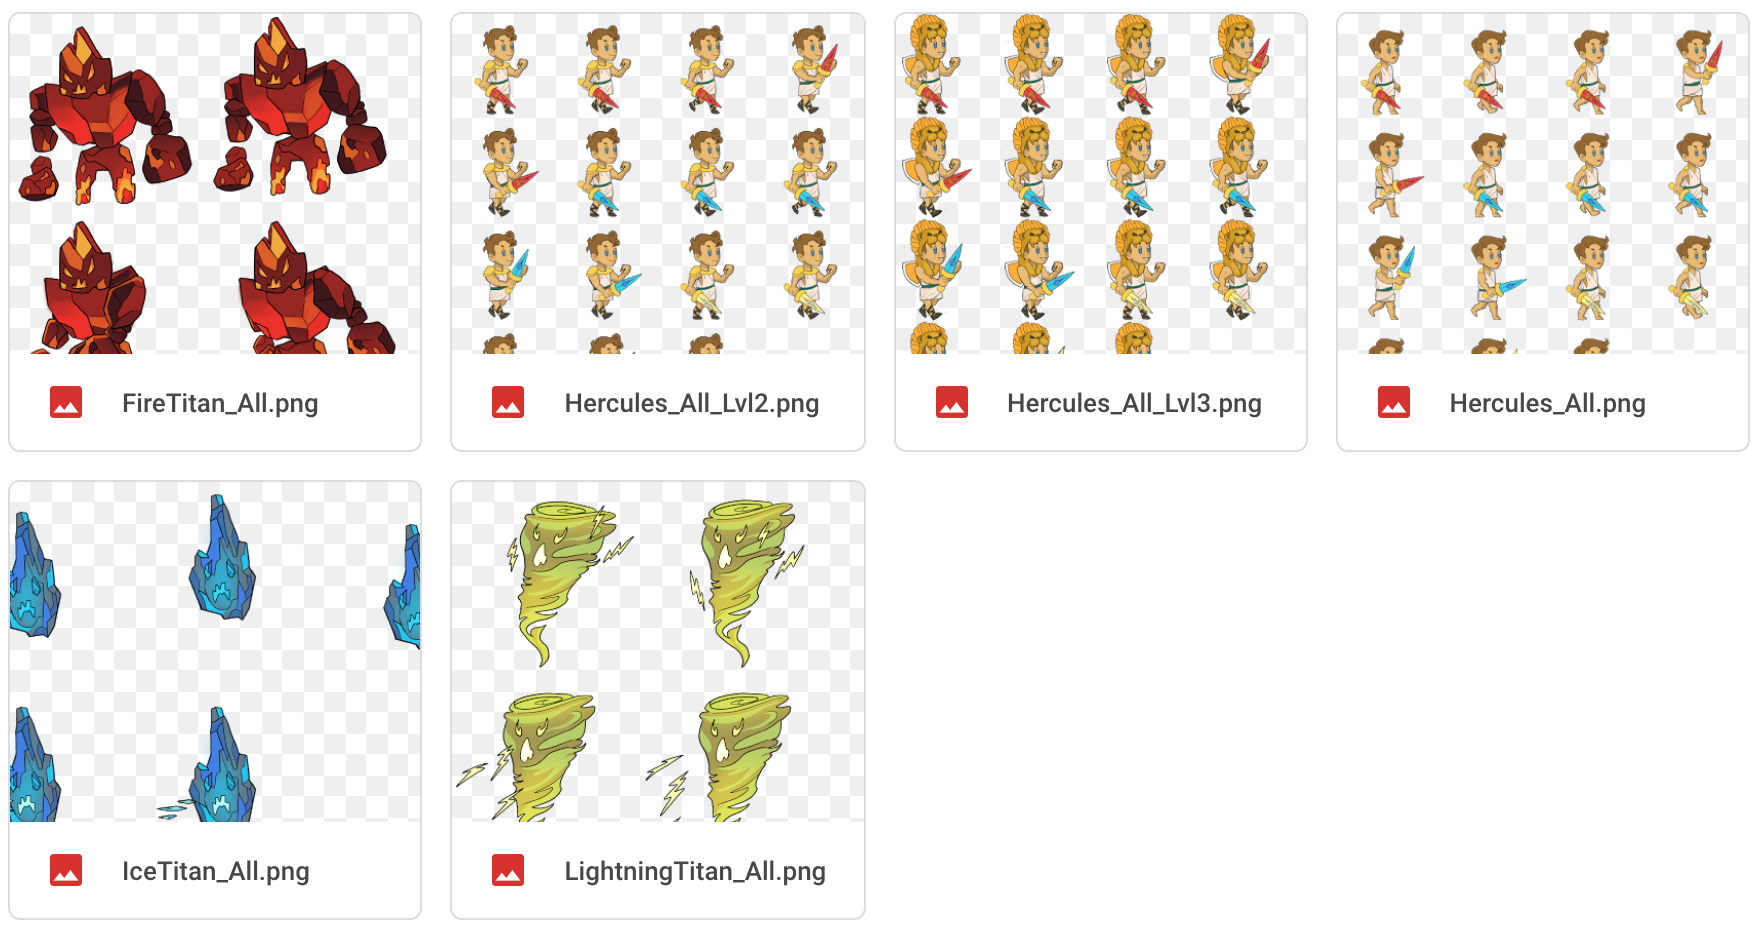 FireTitan_All.png
Hercules_All_Lvl2.png
Hercules_All_Lvl3.png
Hercules_All.png
IceTitan_All.png
LightningTitan_All.png